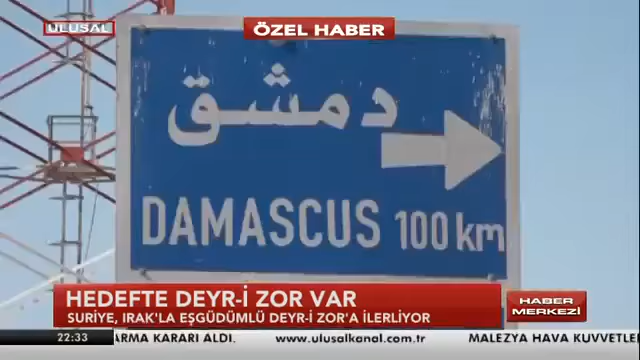 ULUSAL
ÖZEL HABER
دمشق
DAMASCUS 100 km
HEDEFTE DEYR-İ ZOR VAR
SURİYE, IRAK'LA EŞGÜDÜMLÜ DEYR-İ ZOR'A İLERLİYOR
HABER
MERKEZİ
22:33 ARMA KARARI ALDI. www.ulusalkanal.com.tr MALEZYA HAVA KUVVETLER